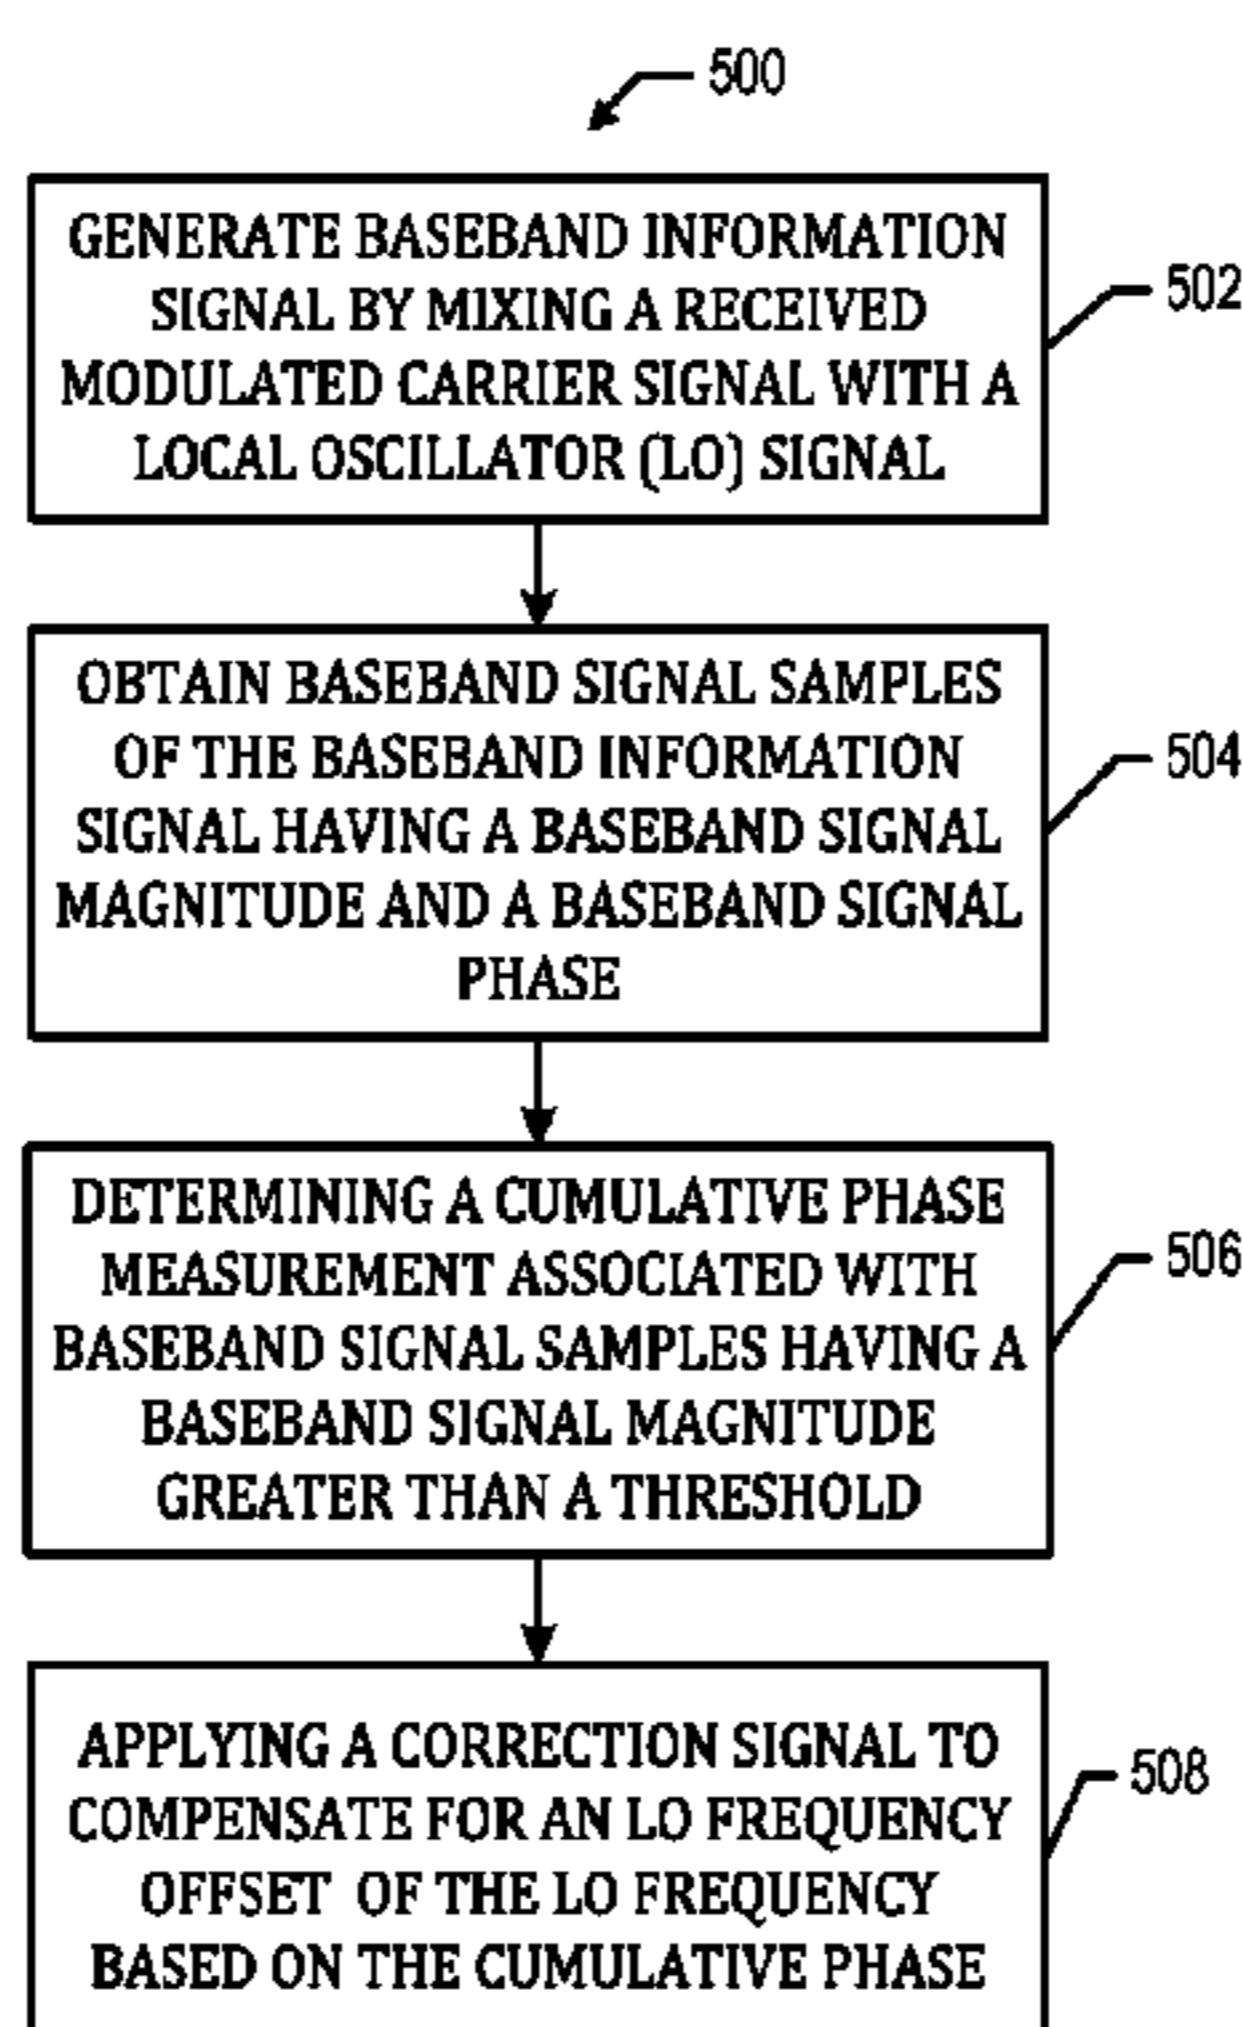 500
GENERATE BASEBAND INFORMATION
SIGNAL BY MIXING A RECEIVED
MODULATED CARRIER SIGNAL WITH A
LOCAL OSCILLATOR (LO) SIGNAL
502
OBTAIN BASEBAND SIGNAL SAMPLES
OF THE BASEBAND INFORMATION
SIGNAL HAVING A BASEBAND SIGNAL
MAGNITUDE AND A BASEBAND SIGNAL
PHASE
504
DETERMINING A CUMULATIVE PHASE
MEASUREMENT ASSOCIATED WITH
BASEBAND SIGNAL SAMPLES HAVING A
BASEBAND SIGNAL MAGNITUDE
GREATER THAN A THRESHOLD
506
APPLYING A CORRECTION SIGNAL TO
COMPENSATE FOR AN LO FREQUENCY
OFFSET OF THE LO FREQUENCY
BASED ON THE CUMULATIVE PHASE
508